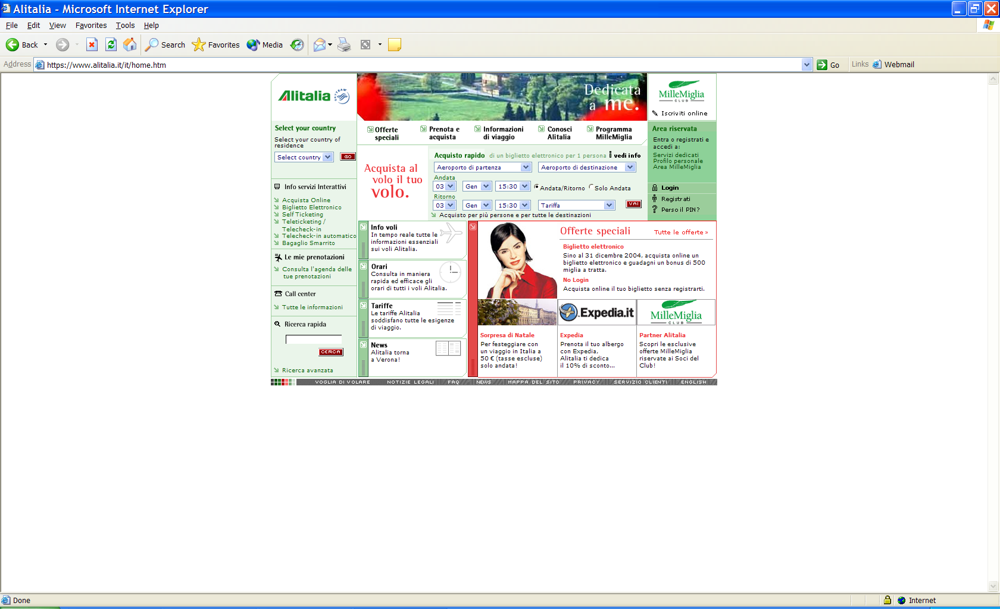 Alitalia - Microsoft Internet Explorer
File Edit View Favorites Tools Help
Back Search Favorites Media
Address https://www.alitalia.it/it/home.htm Go Links Webmail
Alitalia
Dedicata
a me.
MilleMiglia
CLUB
Iscriviti online
Select your country
Select your country of
residence
Select country GO
Offerte
speciali
Prenota e
acquista
Informazioni
di viaggio
Conosci
Alitalia
Programma
MilleMiglia
Area riservata
Entra o registrati e
accedi a:
Servizi dedicati
Profilo personale
Area MilleMiglia
Login
Registrati
Perso il PIN?
Acquista al
volo il tuo
volo.
Acquisto rapido di un biglietto elettronico per 1 persona vedi info
Aeroporto di partenza Aeroporto di destinazione
Andata
03 Gen 15:30 Andata/Ritorno Solo Andata
Ritorno
03 Gen 15:30 Tariffa VAI
Acquisto per più persone e per tutte le destinazioni
Info servizi Interattivi
Acquista Online
Biglietto Elettronico
Self Ticketing
Teleticketing /
Telecheck-in
Telecheck-in automatico
Bagaglio Smarrito
Le mie prenotazioni
Consulta l'agenda delle
tue prenotazioni
Call center
Tutte le informazioni
Ricerca rapida
CERCA
Ricerca avanzata
Info voli
In tempo reale tutte le
informazioni essenziali
sui voli Alitalia.
Orari
Consulta in maniera
rapida ed efficace gli
orari di tutti i voli Alitalia.
Tariffe
Le tariffe Alitalia
soddisfano tutte le esigenze
di viaggio.
News
Alitalia torna
a Verona!
Offerte speciali Tutte le offerte »
Biglietto elettronico
Sino al 31 dicembre 2004, acquista online un
biglietto elettronico e guadagni un bonus di 500
miglia a tratta.
No Login
Acquista online il tuo biglietto senza registrarti.
Expedia.it
MilleMiglia
CLUB
Sorpresa di Natale
Per festeggiare con
un viaggio in Italia a
50 € (tasse escluse)
solo andata!
Expedia
Prenota il tuo albergo
con Expedia,
Alitalia ti dedica
il 10% di sconto...
Partner Alitalia
Scopri le esclusive
offerte MilleMiglia
riservate ai Soci del
Club!
VOGLIA DI VOLARE NOTIZIE LEGALI FAQ NEWS MAPPA DEL SITO PRIVACY SERVIZIO CLIENTI ENGLISH
Done Internet